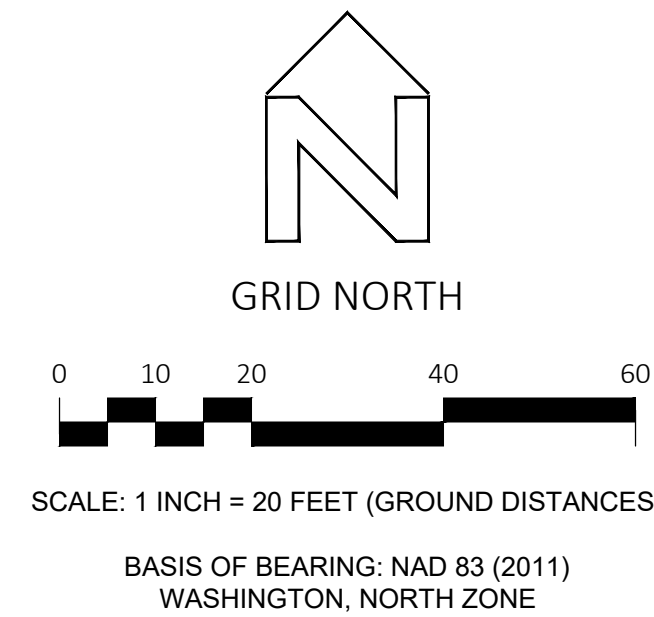 N
GRID NORTH
0 10 20 40 60
SCALE: 1 INCH = 20 FEET (GROUND DISTANCES
BASIS OF BEARING: NAD 83 (2011)
WASHINGTON, NORTH ZONE